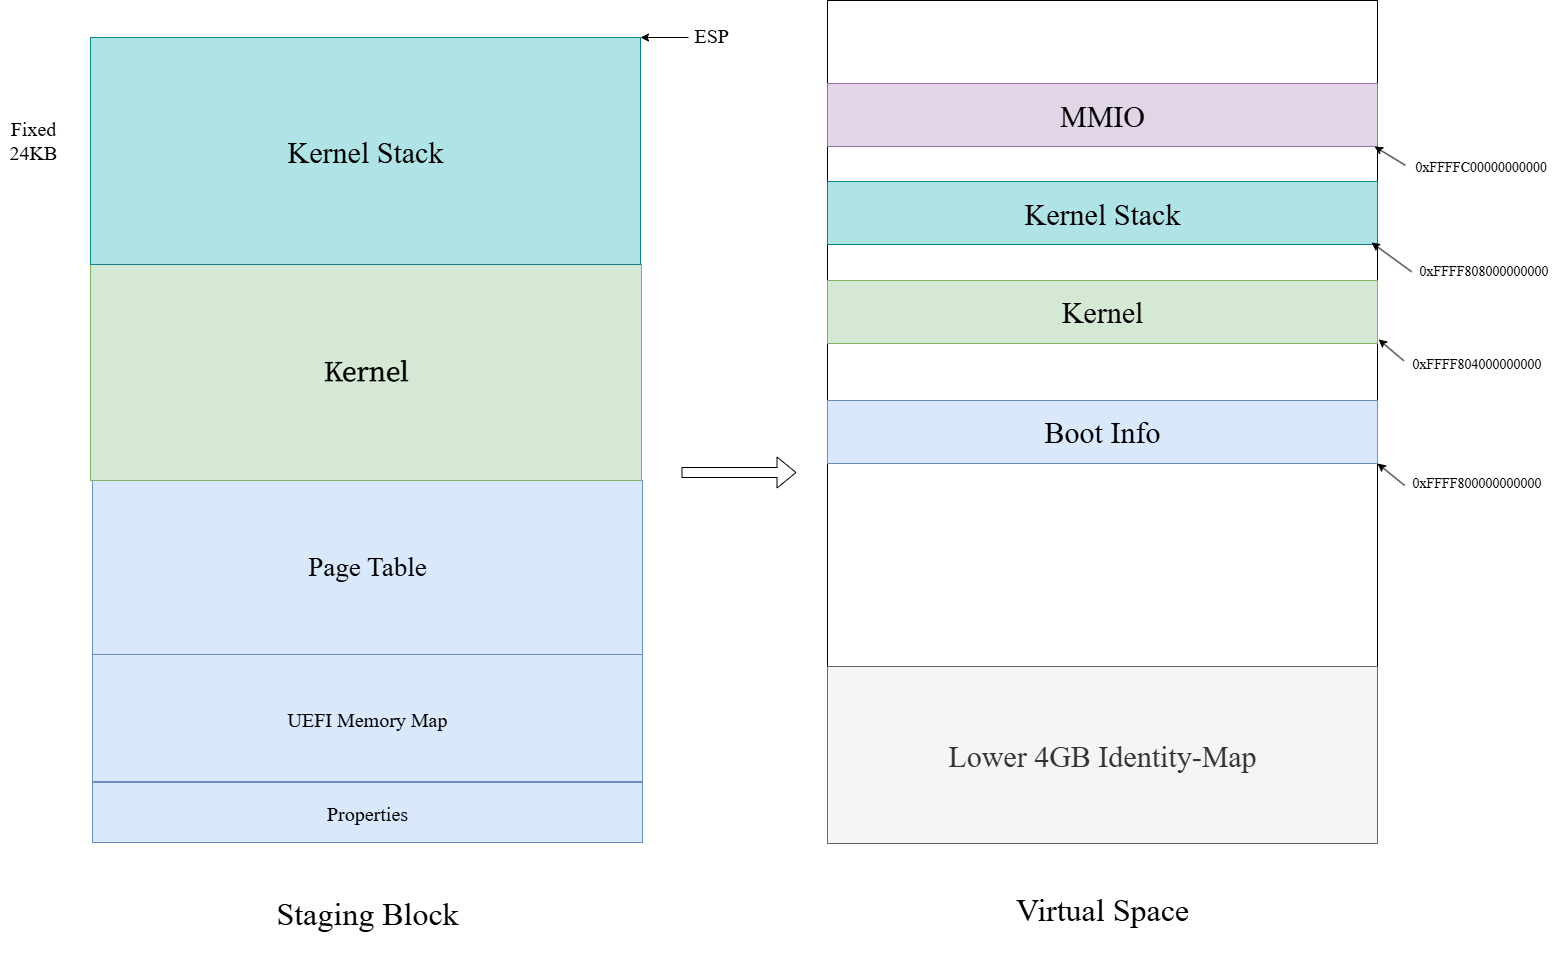 ESP
Fixed
24KB
Kernel Stack
Kernel
Page Table
UEFI Memory Map
Properties
Staging Block
MMIO
0xFFFFC00000000000
Kernel Stack
0xFFFF808000000000
Kernel
0xFFFF804000000000
Boot Info
0xFFFF800000000000
Lower 4GB Identity-Map
Virtual Space